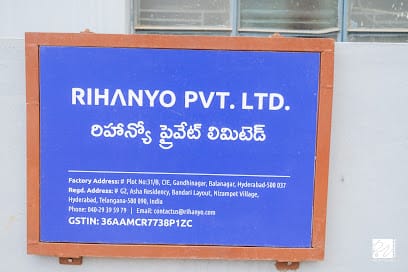 RIHANYO PVT. LTD.
రిహాన్యో ప్రైవేట్ లిమిటెడ్
Factory Address: # Plot No:31/B, CIE, Gandhinagar, Balanagar, Hyderabad-500 037
Regd. Address: # G2, Asha Residency, Bandari Layout, Nizampet Village,
Hyderabad, Telangana-500 090, India
Phone: 040-29 39 59 79 | Email: contactus@rihanyo.com
GSTIN: 36AAMCR7738P1ZC